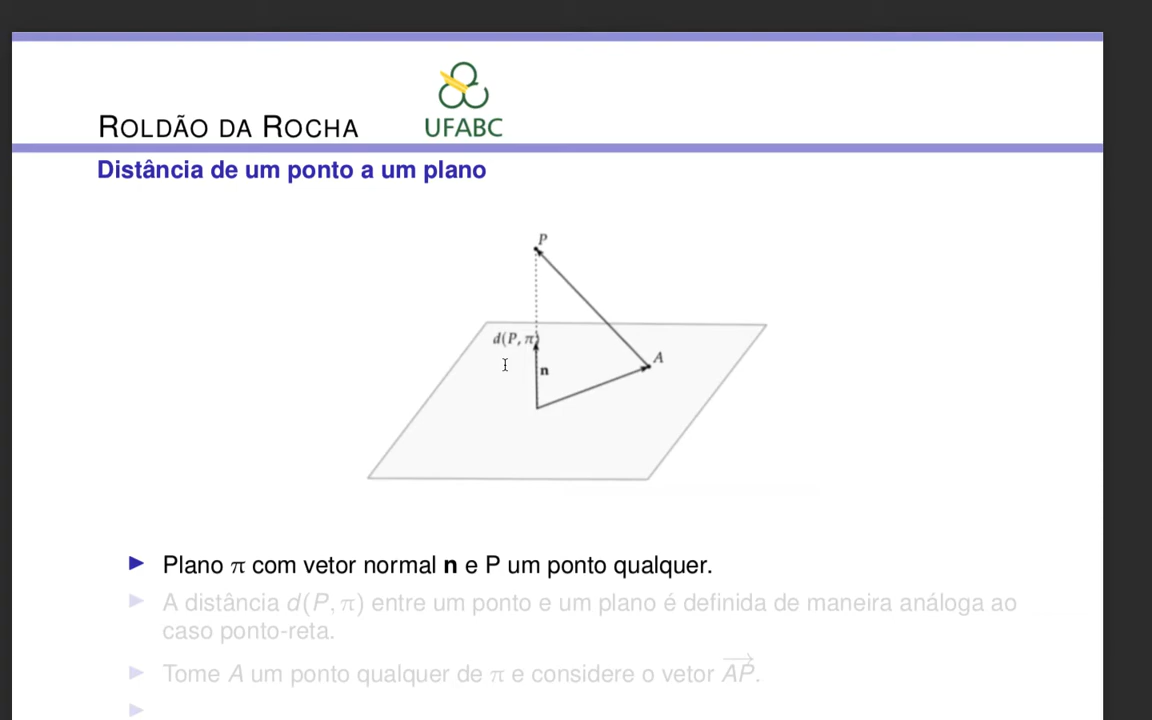 ROLDÃO DA ROCHA
UFABC
Distância de um ponto a um plano
P
d(P, π)
A
n
Plano π com vetor normal n e P um ponto qualquer.
A distância d(P, π) entre um ponto e um plano é definida de maneira análoga ao
caso ponto-reta.
Tome A um ponto qualquer de π e considere o vetor \overrightarrow{AP}.